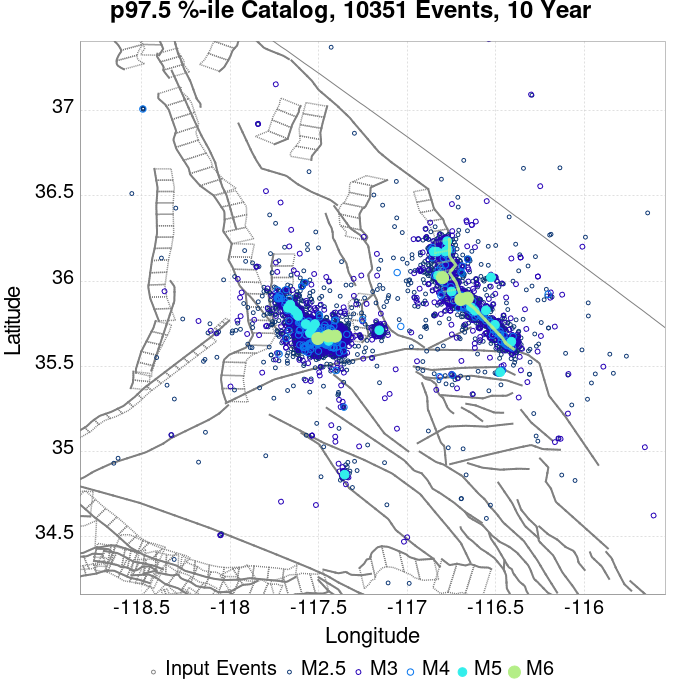 p97.5 %-ile Catalog, 10351 Events, 10 Year
37
36.5
36
35.5
35
34.5
Latitude
-118.5 -118 -117.5 -117 -116.5 -116
Longitude
Input Events M2.5 M3 M4 M5 M6